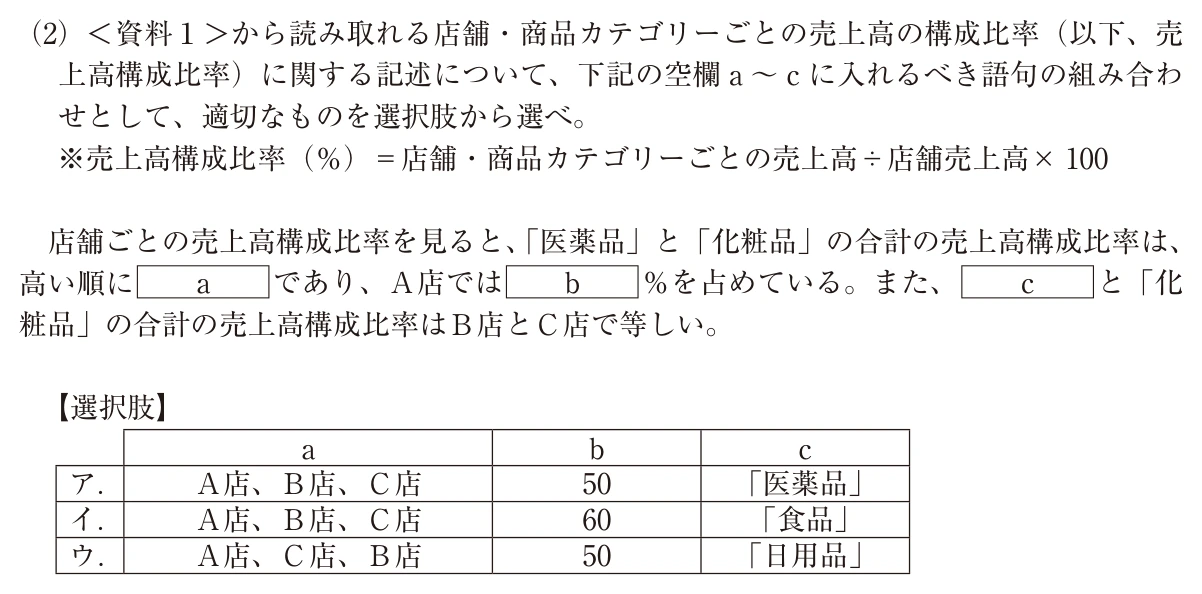 （2）＜資料１＞から読み取れる店舗・商品カテゴリーごとの売上高の構成比率（以下、売
上高構成比率）に関する記述について、下記の空欄ａ～ｃに入れるべき語句の組み合わ
せとして、適切なものを選択肢から選べ。
※売上高構成比率（％）＝店舗・商品カテゴリーごとの売上高÷店舗売上高×100
店舗ごとの売上高構成比率を見ると、「医薬品」と「化粧品」の合計の売上高構成比率は、
高い順に a であり、Ａ店では b ％を占めている。また、 c と「化
粧品」の合計の売上高構成比率はＢ店とＣ店で等しい。
【選択肢】
a b c
ア． Ａ店、Ｂ店、Ｃ店 50 「医薬品」
イ． Ａ店、Ｂ店、Ｃ店 60 「食品」
ウ． Ａ店、Ｃ店、Ｂ店 50 「日用品」